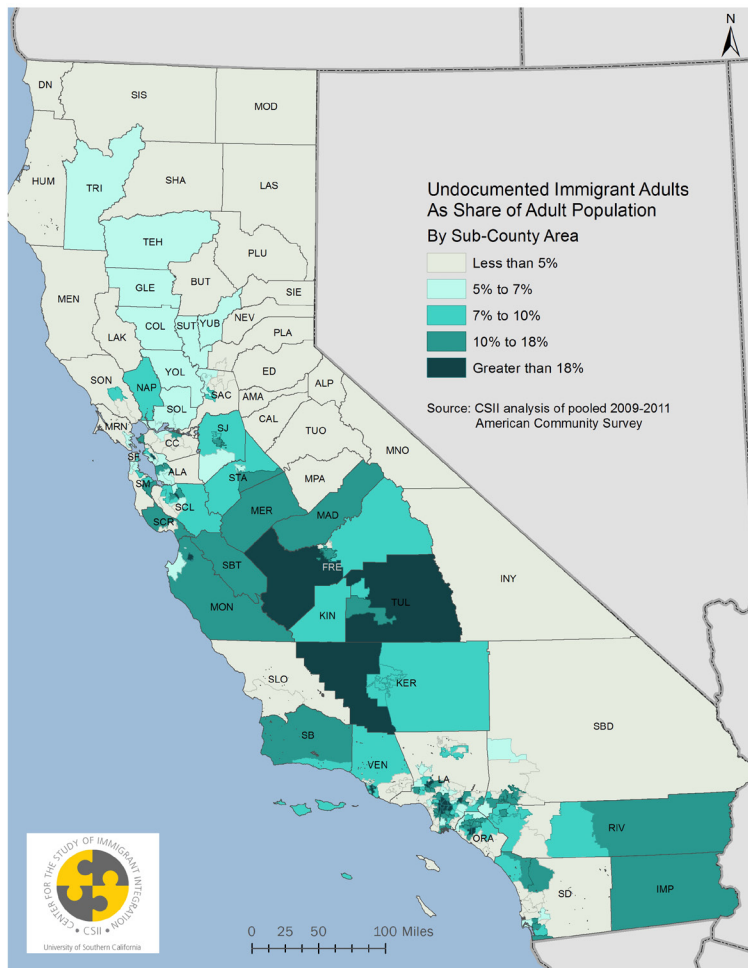 N
DN
SIS
MOD
HUM
TRI
SHA
LAS
TEH
PLU
MEN
GLE
BUT
SIE
LAK
COL
SUT
YUB
NEV
PLA
SON
NAP
YOL
ED
SOL
SAC
AMA
ALP
MRN
CC
SJ
CAL
TUO
SF
ALA
STA
MNO
SM
SCL
MER
MPA
SCR
MAD
SBT
FRE
INY
MON
KIN
TUL
SLO
KER
SBD
SB
VEN
LA
ORA
RIV
SD
IMP
Undocumented Immigrant Adults
As Share of Adult Population
By Sub-County Area
Less than 5%
5% to 7%
7% to 10%
10% to 18%
Greater than 18%
Source: CSII analysis of pooled 2009-2011
American Community Survey
CENTER FOR THE STUDY OF IMMIGRANT INTEGRATION
• CSII •
University of Southern California
0 25 50 100 Miles